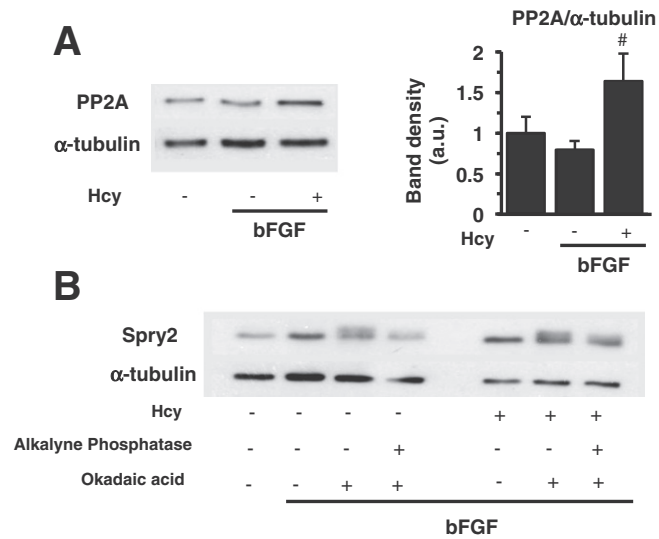 A
PP2A
α-tubulin
Hcy - - +
bFGF
PP2A/α-tubulin
#
Band density
(a.u.)
2
1.5
1
0.5
0
Hcy - - +
bFGF
B
Spry2
α-tubulin
Hcy - - - - + + +
Alkalyne Phosphatase - - - + - - +
Okadaic acid - - + + - + +
bFGF